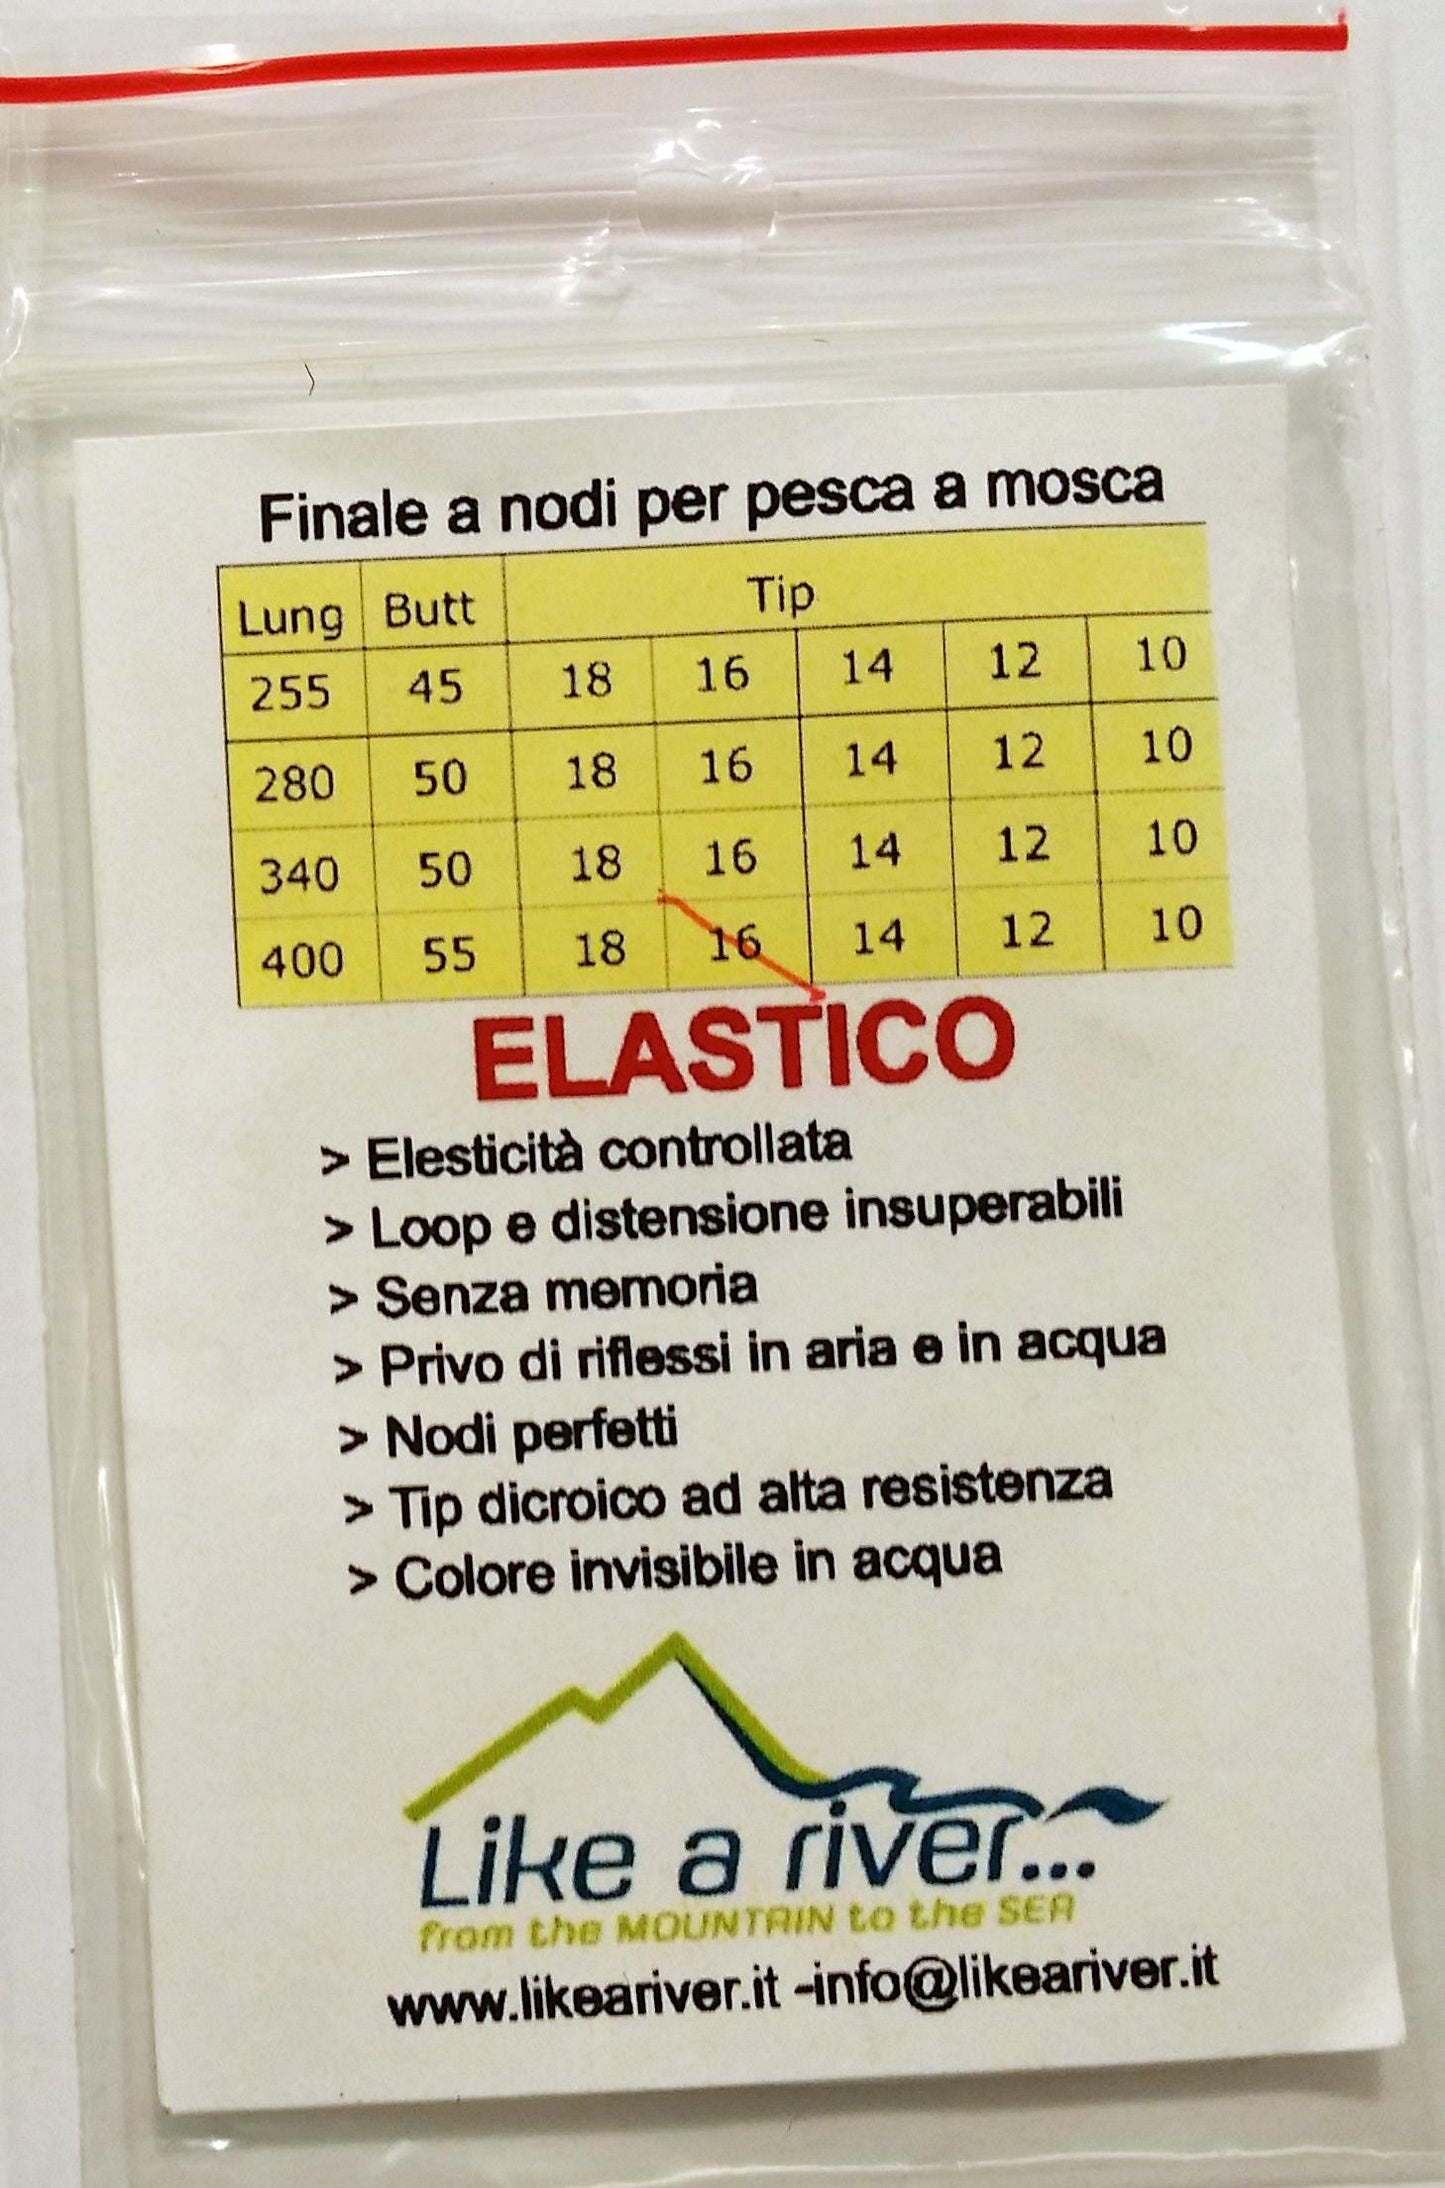 Finale a nodi per pesca a mosca
Lung Butt Tip
255 45 18 16 14 12 10
280 50 18 16 14 12 10
340 50 18 16 14 12 10
400 55 18 16 14 12 10
ELASTICO
> Elesticità controllata
> Loop e distensione insuperabili
> Senza memoria
> Privo di riflessi in aria e in acqua
> Nodi perfetti
> Tip dicroico ad alta resistenza
> Colore invisibile in acqua
Like a river...
from the MOUNTAIN to the SEA
www.likeariver.it -info@likeariver.it